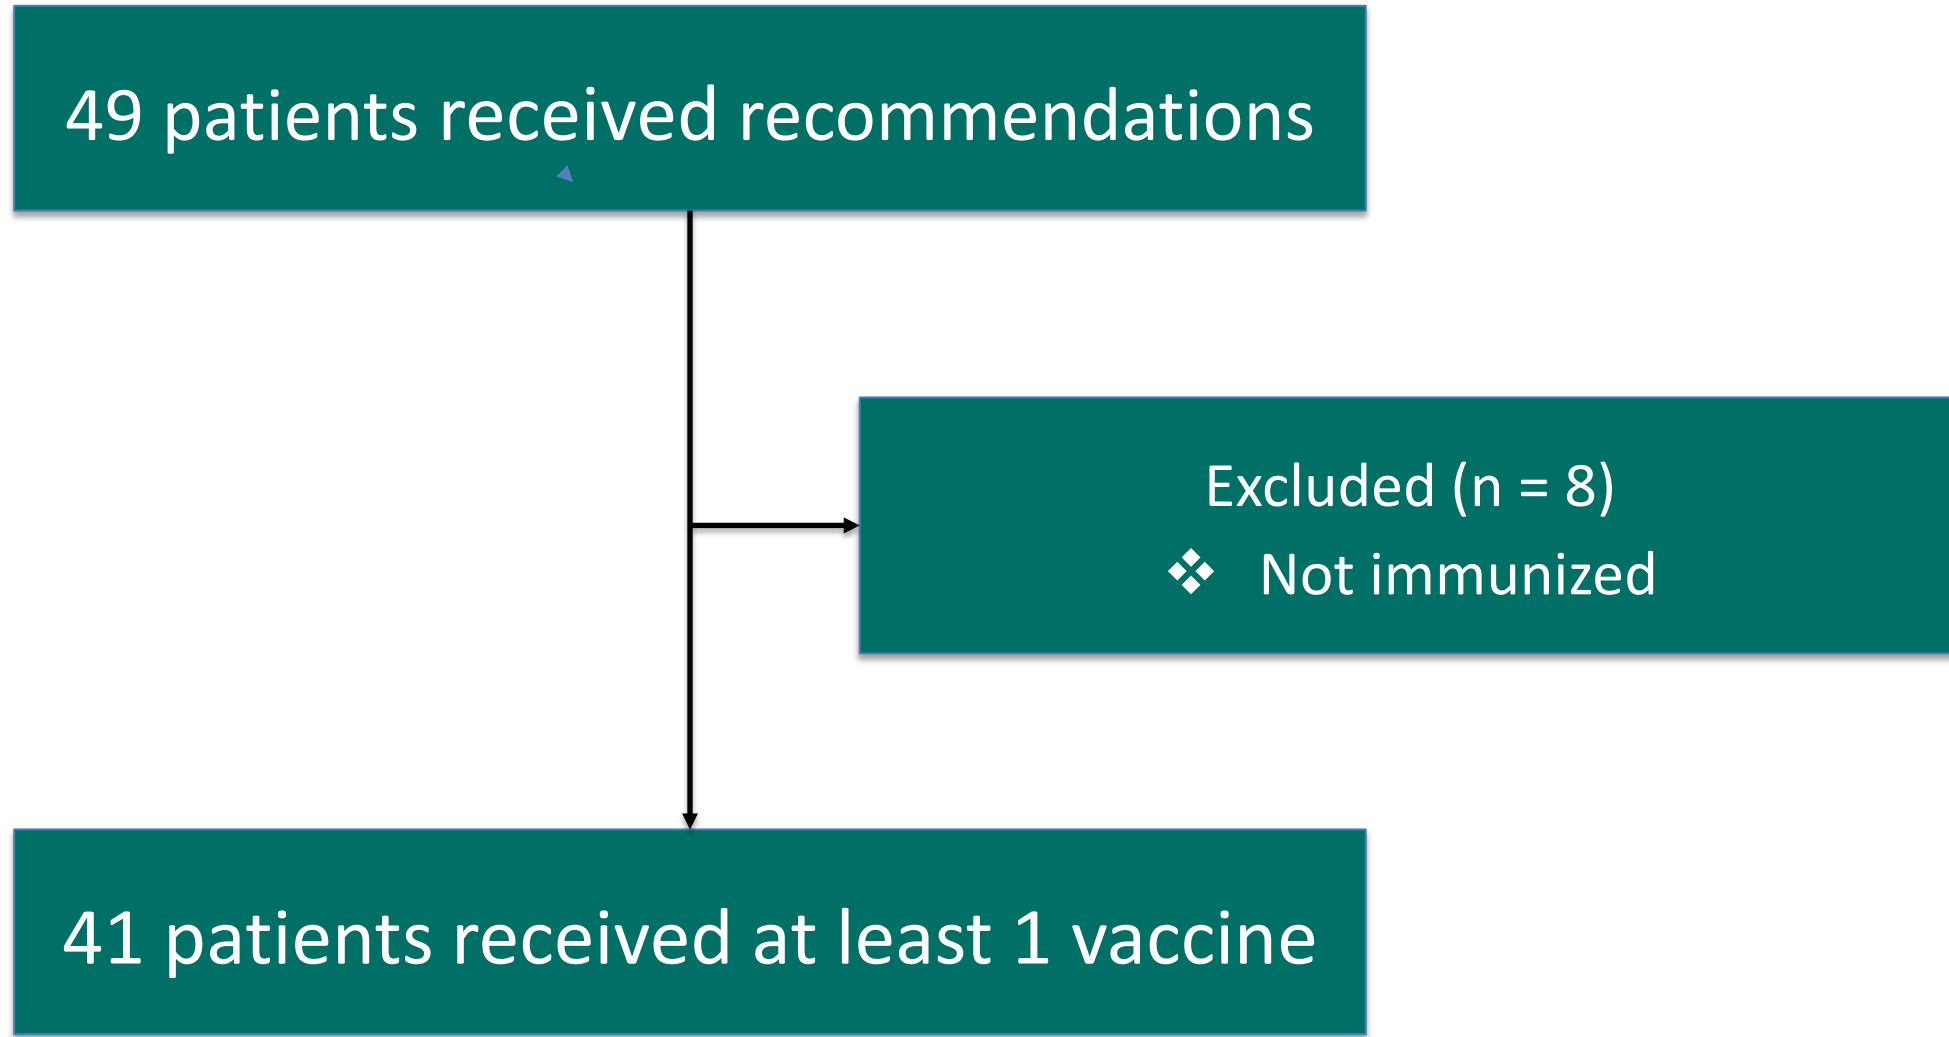 49 patients received recommendations
Excluded (n = 8)
❖ Not immunized
41 patients received at least 1 vaccine